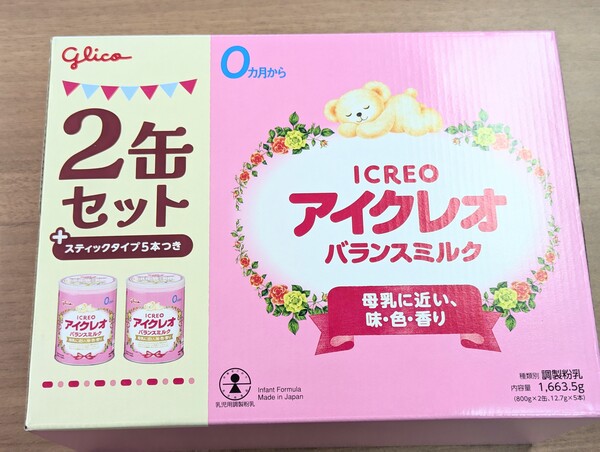 glico
0カ月から
2缶
セット
+
スティックタイプ5本つき
ICREO
アイクレオ
バランスミルク
母乳に近い、
味・色・香り
glico
0
ICREO
アイクレオ
バランスミルク
0
ICREO
アイクレオ
バランスミルク
乳児用調製粉乳
Infant Formula
Made in Japan
種類別 調製粉乳
内容量 1,663.5g
(800g×2缶、12.7g×5本)